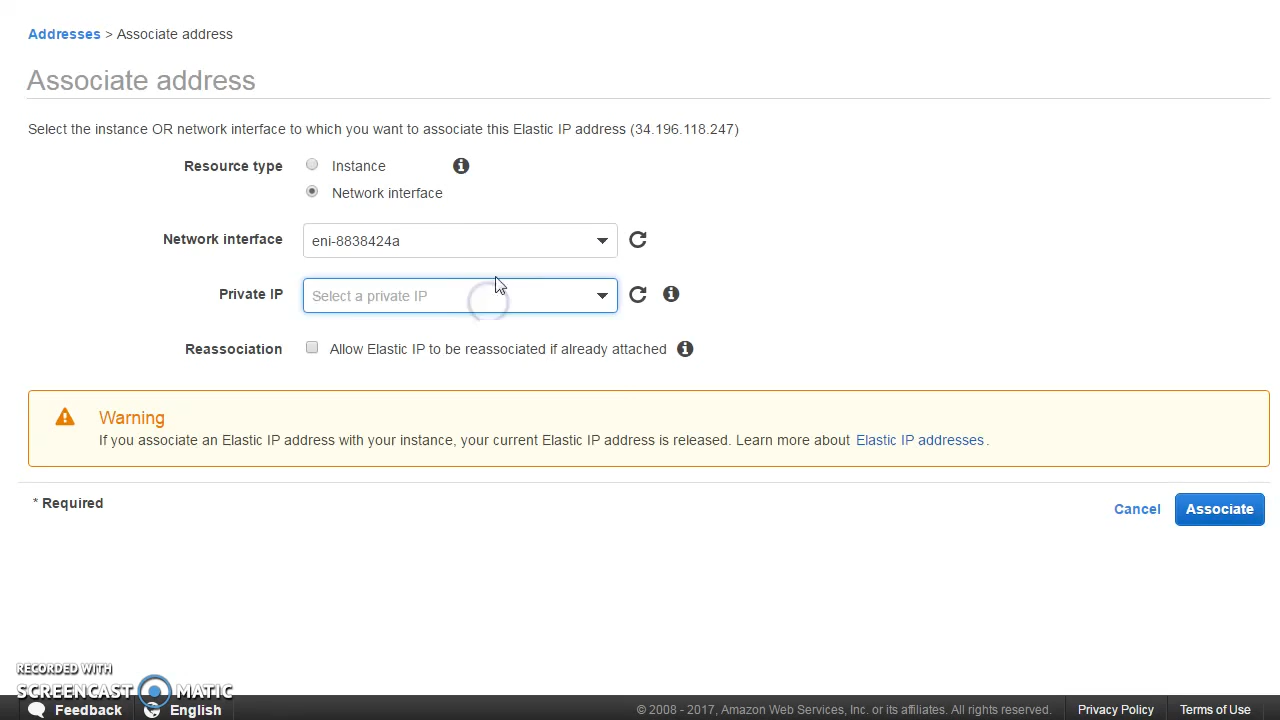 Addresses > Associate address
Associate address
Select the instance OR network interface to which you want to associate this Elastic IP address (34.196.118.247)
Resource type Instance
Network interface
Network interface eni-8838424a
Private IP Select a private IP
Reassociation Allow Elastic IP to be reassociated if already attached
Warning
If you associate an Elastic IP address with your instance, your current Elastic IP address is released. Learn more about Elastic IP addresses.
* Required Cancel Associate
RECORDED WITH
SCREENCAST MATIC
Feedback English © 2008 - 2017, Amazon Web Services, Inc. or its affiliates. All rights reserved. Privacy Policy Terms of Use